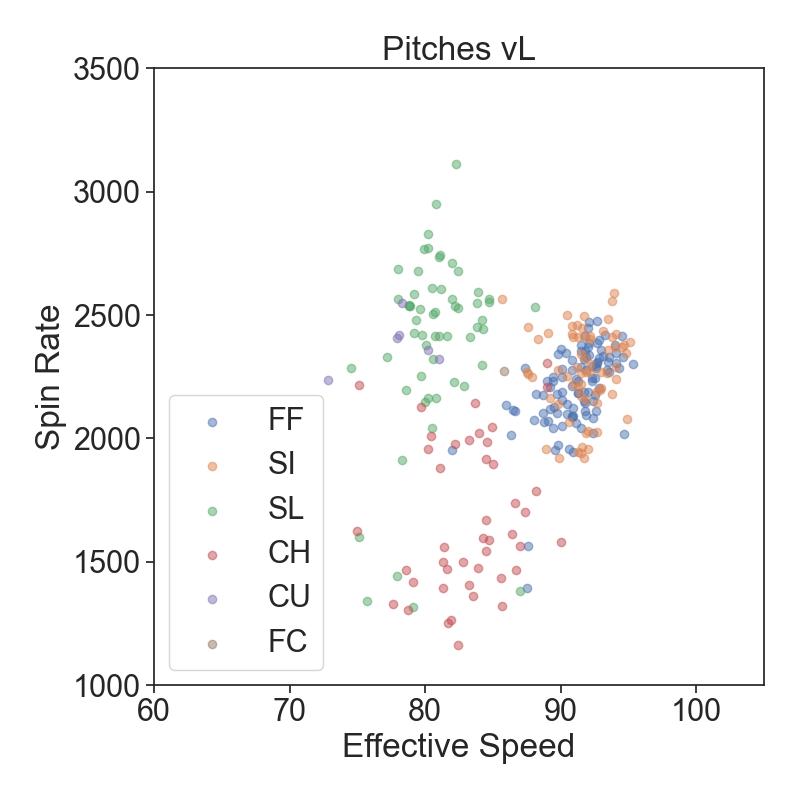 Pitches vL
3500
3000
2500
2000
1500
1000
Spin Rate
FF
SI
SL
CH
CU
FC
60
70
80
90
100
Effective Speed